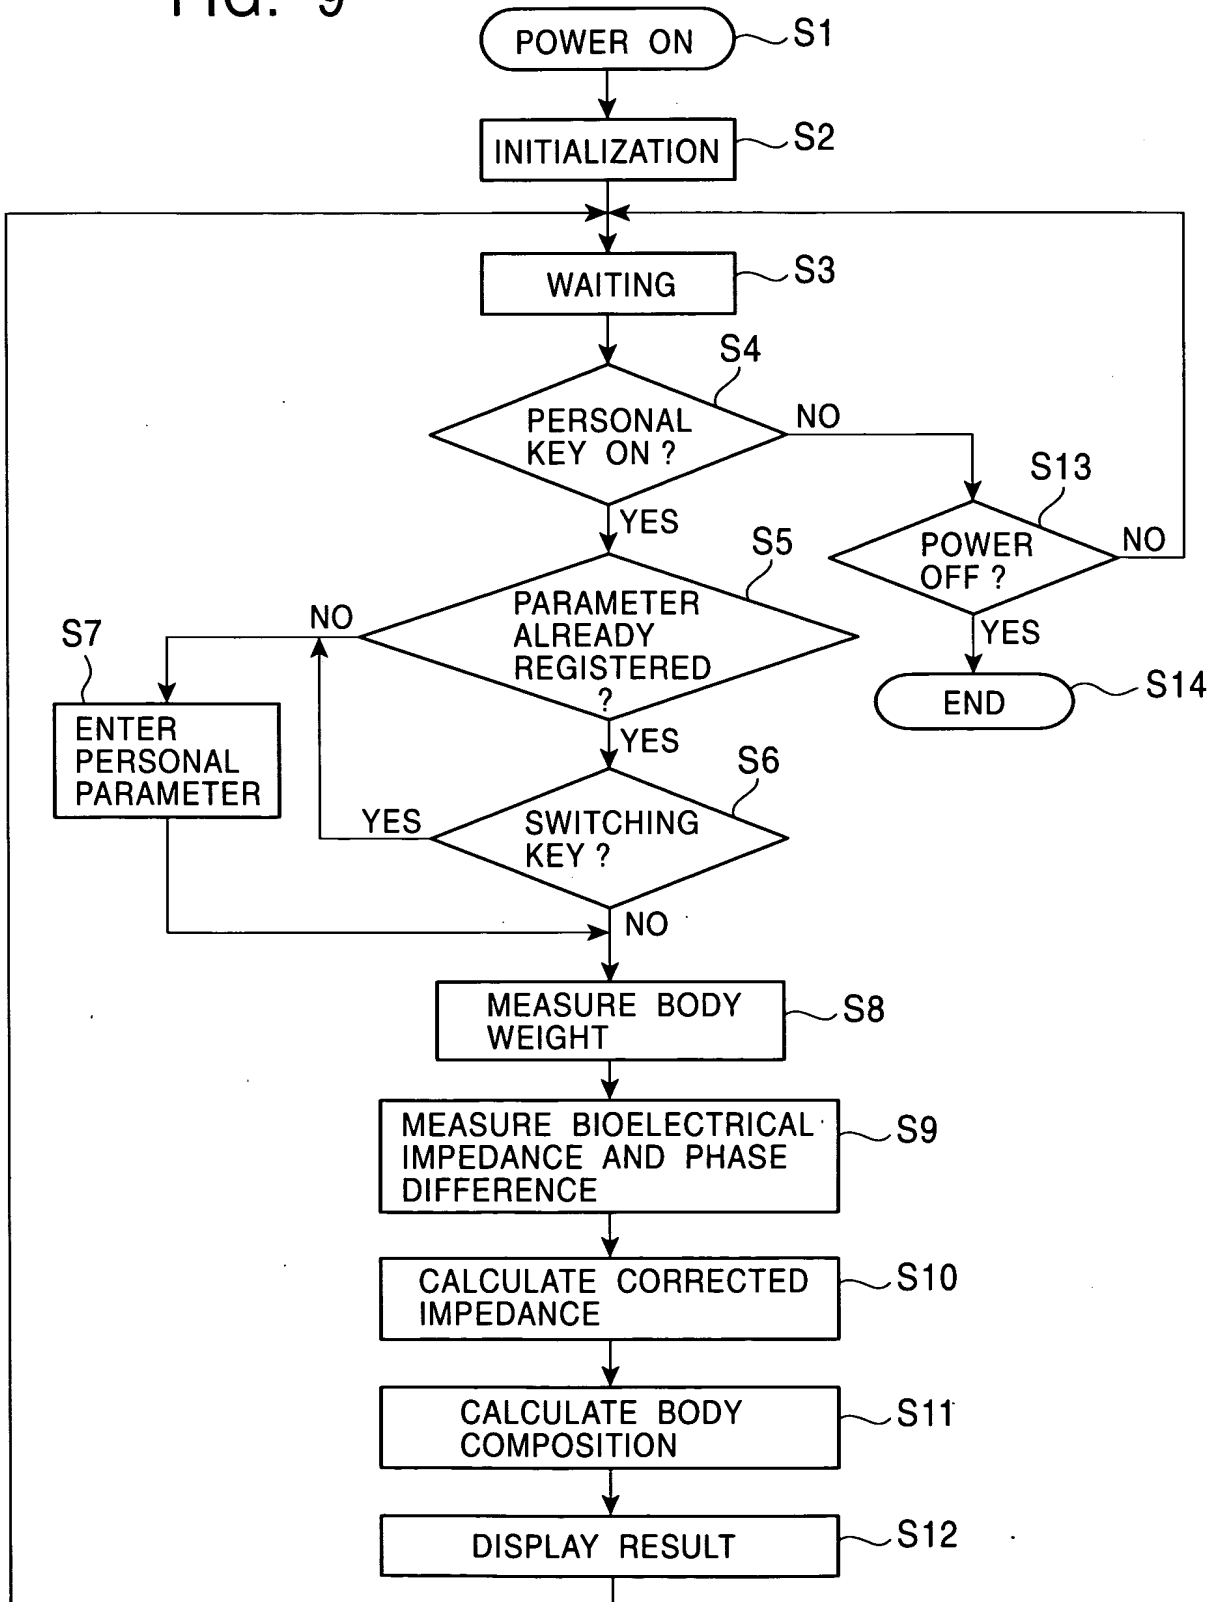 FIG. 9
POWER ON
S1
INITIALIZATION
S2
WAITING
S3
S4
PERSONAL
KEY ON ?
NO
YES
S13
POWER
OFF ?
NO
YES
END
S14
S5
PARAMETER
ALREADY
REGISTERED
?
NO
YES
S7
ENTER
PERSONAL
PARAMETER
S6
SWITCHING
KEY ?
YES
NO
MEASURE BODY
WEIGHT
S8
MEASURE BIOELECTRICAL
IMPEDANCE AND PHASE
DIFFERENCE
S9
CALCULATE CORRECTED
IMPEDANCE
S10
CALCULATE BODY
COMPOSITION
S11
DISPLAY RESULT
S12